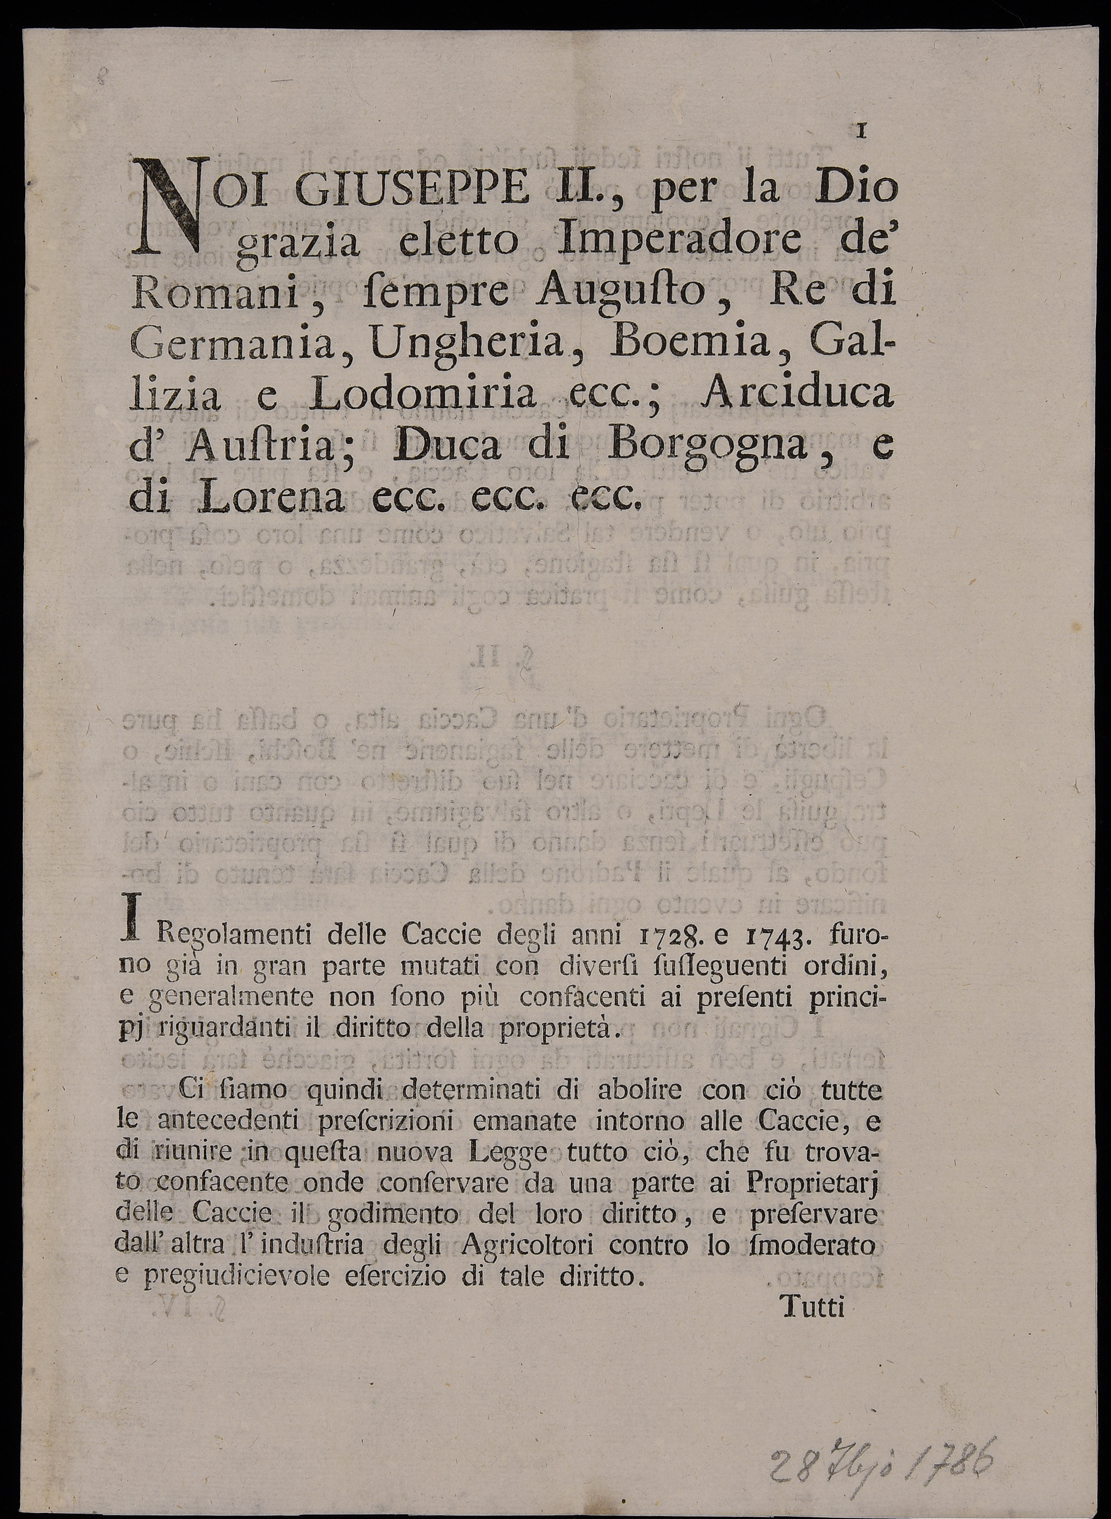 1
NOI GIUSEPPE II., per la Dio
grazia eletto Imperadore de'
Romani, ſempre Auguſto, Re di
Germania, Ungheria, Boemia, Gal-
lizia e Lodomiria ecc.; Arciduca
d' Auſtria; Duca di Borgogna, e
di Lorena ecc. ecc. ecc.
I Regolamenti delle Caccie degli anni 1728. e 1743. furo-
no già in gran parte mutati con diverſi ſuſſeguenti ordini,
e generalmente non ſono più confacenti ai preſenti princi-
pj riguardanti il diritto della proprietà.
Ci ſiamo quindi determinati di abolire con ciò tutte
le antecedenti preſcrizioni emanate intorno alle Caccie, e
di riunire in queſta nuova Legge tutto ciò, che fu trova-
to confacente onde conſervare da una parte ai Proprietarj
delle Caccie il godimento del loro diritto, e preſervare
dall' altra l' induſtria degli Agricoltori contro lo ſmoderato
e pregiudicievole eſercizio di tale diritto.
Tutti
28 1786